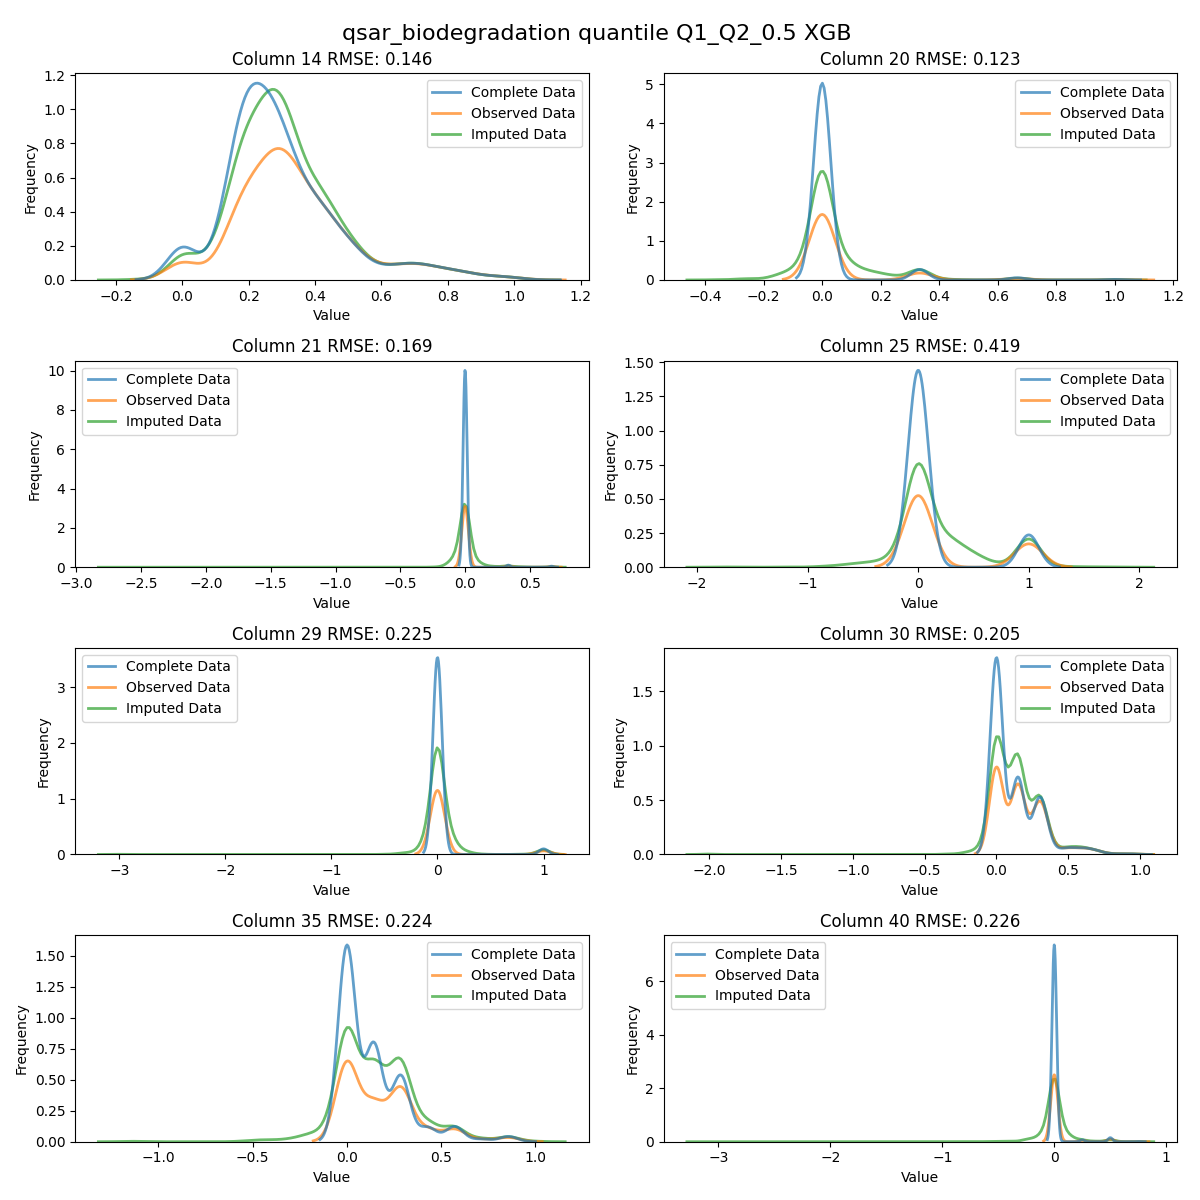 qsar_biodegradation quantile Q1_Q2_0.5 XGB
Column 14 RMSE: 0.146
1.2
1.0
0.8
0.6
0.4
0.2
0.0
Frequency
Complete Data
Observed Data
Imputed Data
−0.2 0.0 0.2 0.4 0.6 0.8 1.0 1.2
Value
Column 20 RMSE: 0.123
5
4
3
2
1
0
Frequency
Complete Data
Observed Data
Imputed Data
−0.4 −0.2 0.0 0.2 0.4 0.6 0.8 1.0 1.2
Value
Column 21 RMSE: 0.169
10
8
6
4
2
0
Frequency
Complete Data
Observed Data
Imputed Data
−3.0 −2.5 −2.0 −1.5 −1.0 −0.5 0.0 0.5
Value
Column 25 RMSE: 0.419
1.50
1.25
1.00
0.75
0.50
0.25
0.00
Frequency
Complete Data
Observed Data
Imputed Data
−2 −1 0 1 2
Value
Column 29 RMSE: 0.225
3
2
1
0
Frequency
Complete Data
Observed Data
Imputed Data
−3 −2 −1 0 1
Value
Column 30 RMSE: 0.205
1.5
1.0
0.5
0.0
Frequency
Complete Data
Observed Data
Imputed Data
−2.0 −1.5 −1.0 −0.5 0.0 0.5 1.0
Value
Column 35 RMSE: 0.224
1.50
1.25
1.00
0.75
0.50
0.25
0.00
Frequency
Complete Data
Observed Data
Imputed Data
−1.0 −0.5 0.0 0.5 1.0
Value
Column 40 RMSE: 0.226
6
4
2
0
Frequency
Complete Data
Observed Data
Imputed Data
−3 −2 −1 0 1
Value